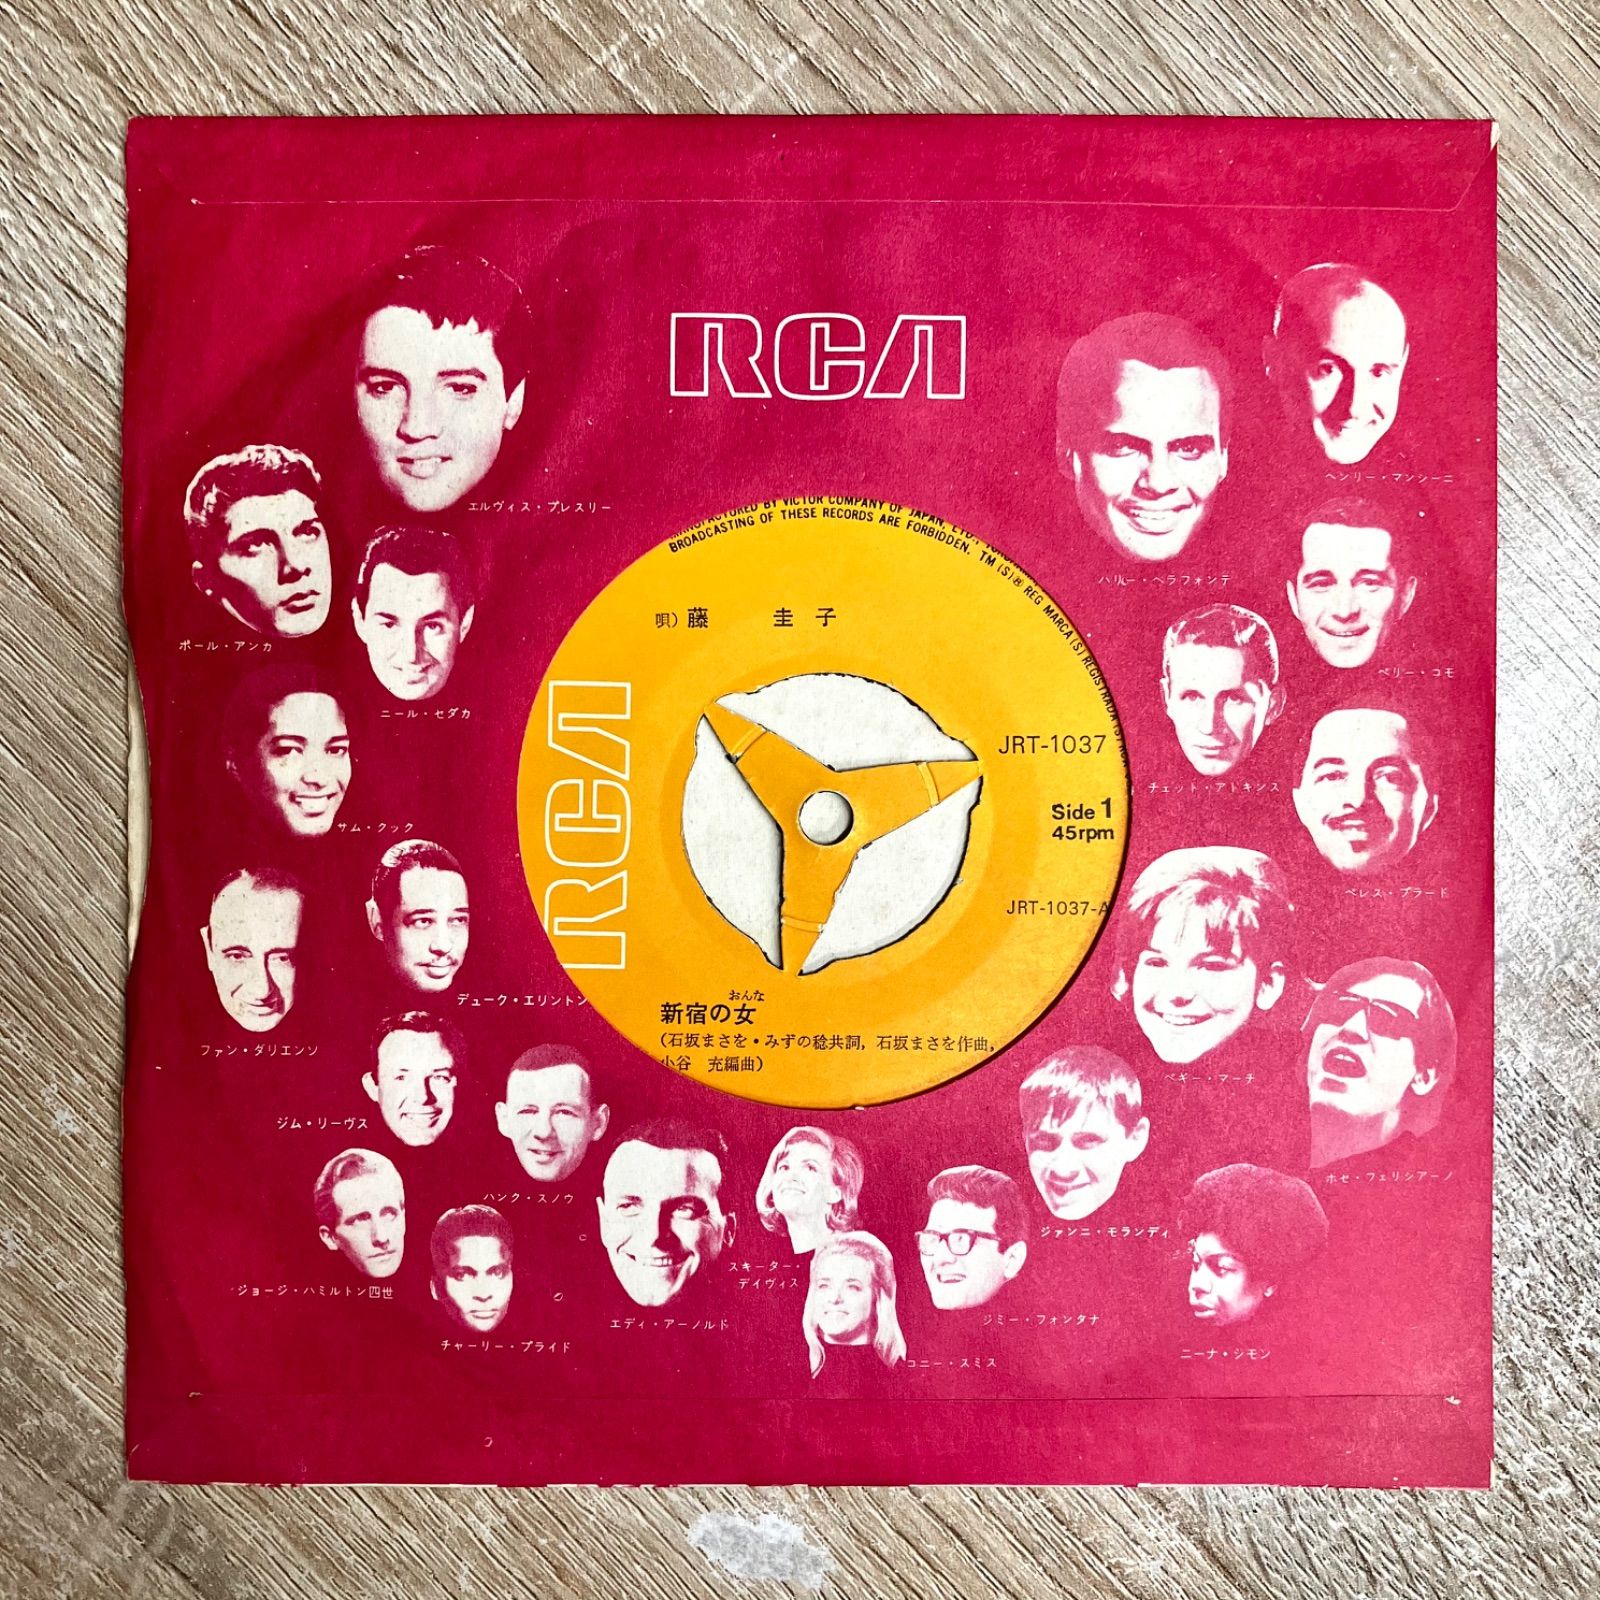 RCA
エルヴィス・プレスリー
ヘンリー・マンシーニ
ハリー・ベラフォンテ
ポール・アンカ
ニール・セダカ
ペリー・コモ
サム・クック
チェット・アトキンス
ペレス・プラード
デューク・エリントン
ファン・ダリエンソ
ペギー・マーチ
ジム・リーヴス
ハンク・スノウ
ホセ・フェリシアーノ
ジャンニ・モランディ
ジョージ・ハミルトン四世
スキーター・
デイヴィス
エディ・アーノルド
ジミー・フォンタナ
チャーリー・プライド
コニー・スミス
ニーナ・シモン
MANUFACTURED BY VICTOR COMPANY OF JAPAN, LTD.,
BROADCASTING OF THESE RECORDS ARE FORBIDDEN. TM(S)® REG MARCA(S) REGISTRADA(S)
唄）藤 圭子
RCA
JRT-1037
Side 1
45rpm
JRT-1037-A
おんな
新宿の女
（石坂まさを・みずの稔共詞, 石坂まさを作曲,
小谷 充編曲）